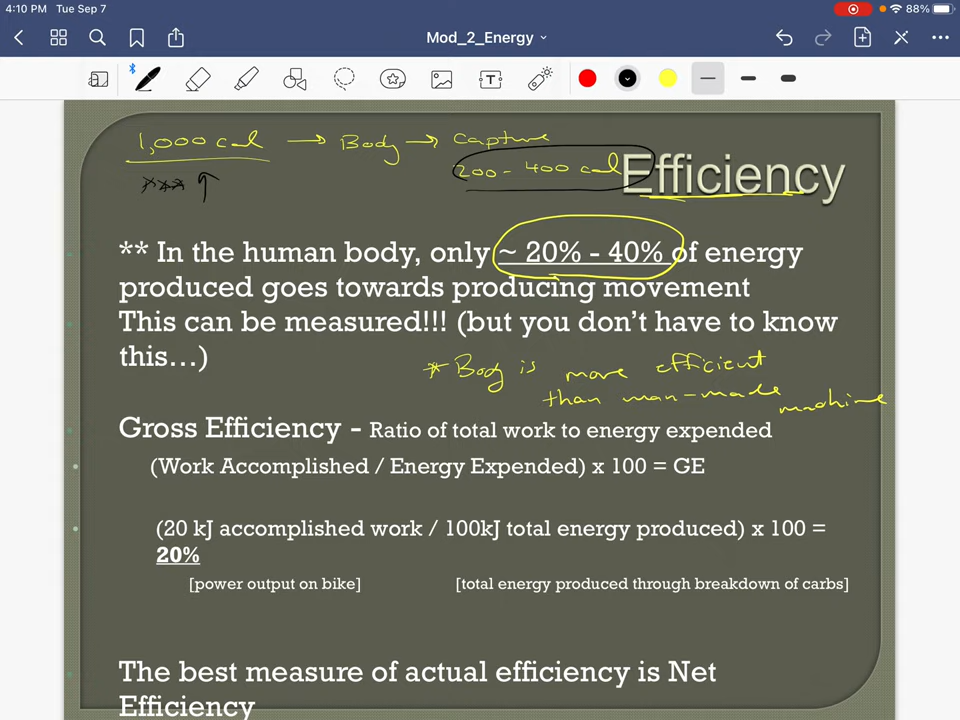 4:10 PM Tue Sep 7
88%
Mod_2_Energy
1,000 cal → Body → Capture
200 - 400 cal
Efficiency
** In the human body, only ~ 20% - 40% of energy
produced goes towards producing movement
This can be measured!!! (but you don't have to know
this...)
*Body is more efficient
than man-made machine
Gross Efficiency - Ratio of total work to energy expended
(Work Accomplished / Energy Expended) x 100 = GE
(20 kJ accomplished work / 100kJ total energy produced) x 100 =
20%
[power output on bike] [total energy produced through breakdown of carbs]
The best measure of actual efficiency is Net
Efficiency